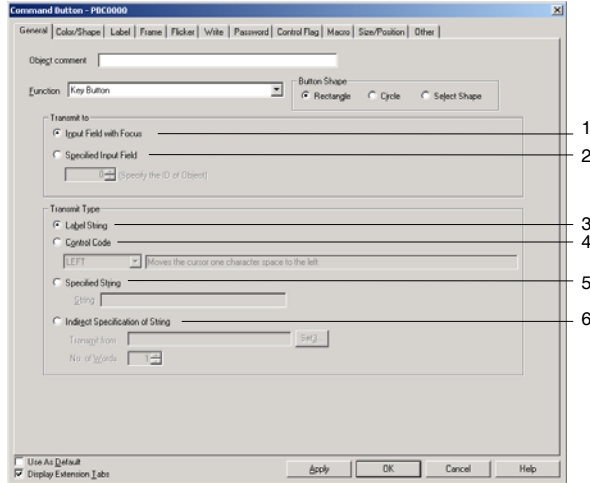 Command Button - PBC0000
General Color/Shape Label Frame Flicker Write Password Control Flag Macro Size/Position Other
Object comment
Function Key Button
Button Shape
Rectangle Circle Select Shape
Transmit to
Input Field with Focus 1
Specified Input Field 2
0 (Specify the ID of Object)
Transmit Type
Label String 3
Control Code 4
LEFT Moves the cursor one character space to the left
Specified String 5
String
Indirect Specification of String 6
Transmit from Set3...
No. of Words 1
Use As Default
Display Extension Tabs
Apply OK Cancel Help